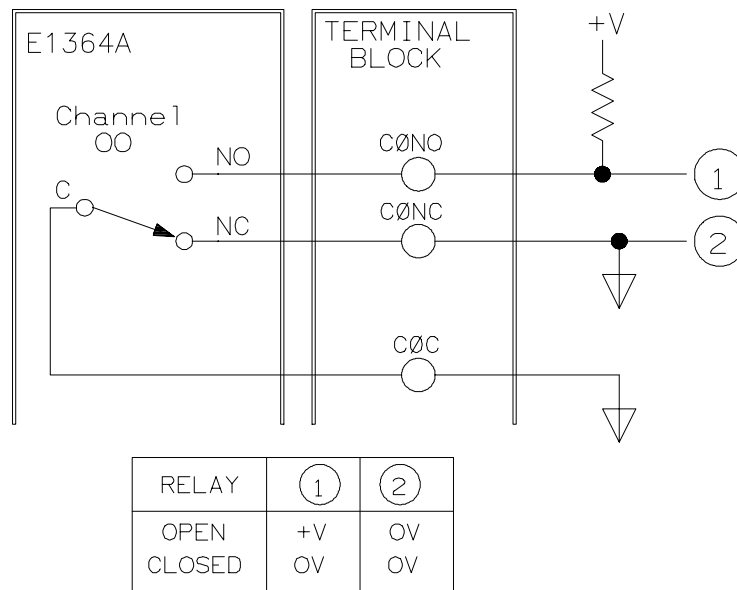 E1364A
TERMINAL
BLOCK
+V
Channel
00
C
NO
NC
CØNO
CØNC
CØC
1
2
RELAY 1 2
OPEN +V 0V
CLOSED 0V 0V